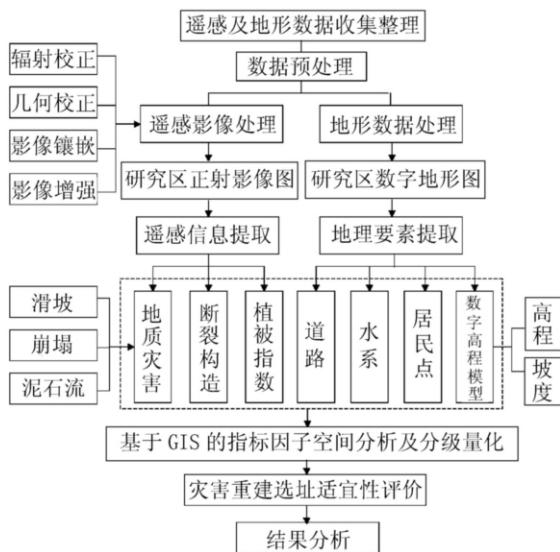 遥感及地形数据收集整理
数据预处理
辐射校正
几何校正
影像镶嵌
影像增强
遥感影像处理
地形数据处理
研究区正射影像图
研究区数字地形图
遥感信息提取
地理要素提取
滑坡
崩塌
泥石流
地质灾害
断裂构造
植被指数
道路
水系
居民点
数字高程模型
高程
坡度
基于 GIS 的指标因子空间分析及分级量化
灾害重建选址适宜性评价
结果分析